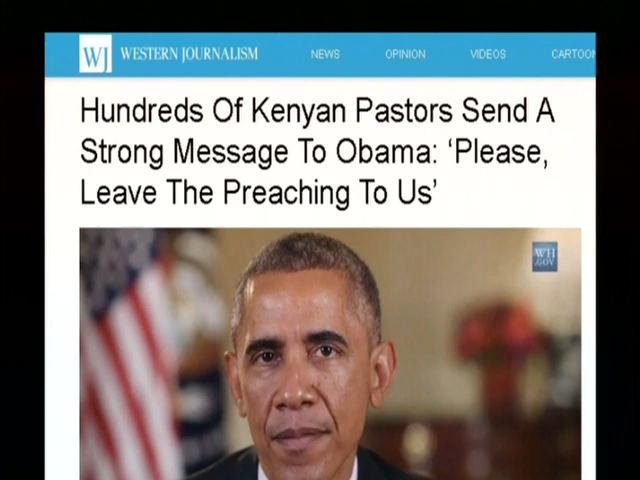 WJ WESTERN JOURNALISM NEWS OPINION VIDEOS CARTOON
Hundreds Of Kenyan Pastors Send A
Strong Message To Obama: ‘Please,
Leave The Preaching To Us’
WH
.GOV